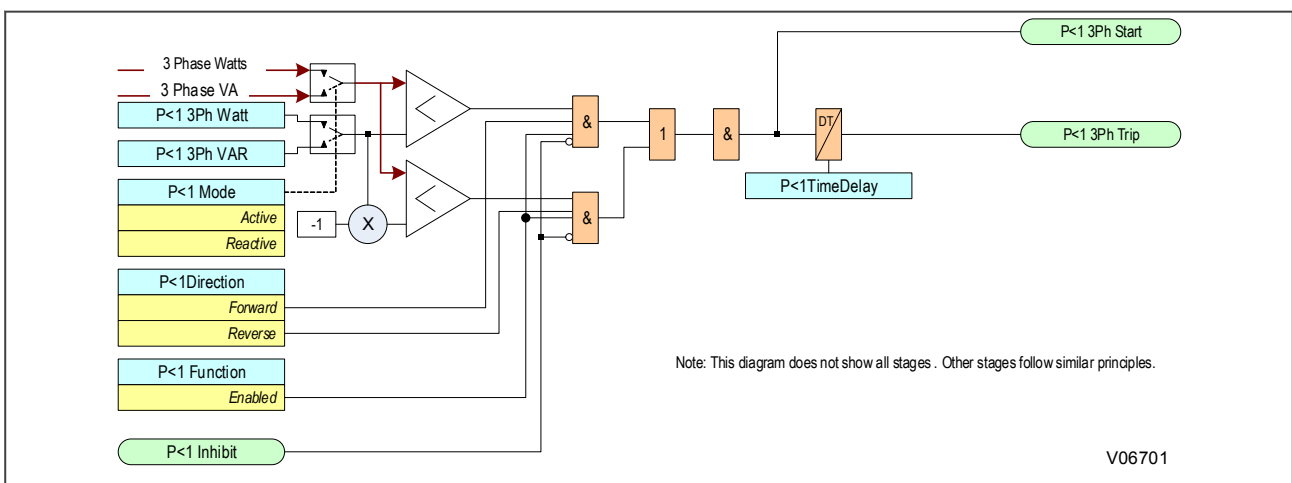 3 Phase Watts
3 Phase VA
P<1 3Ph Watt
P<1 3Ph VAR
P<1 Mode
Active
Reactive
-1
X
P<1Direction
Forward
Reverse
P<1 Function
Enabled
P<1 Inhibit
<
<
&
&
1
&
DT
P<1TimeDelay
P<1 3Ph Start
P<1 3Ph Trip
Note: This diagram does not show all stages . Other stages follow similar principles.
V06701